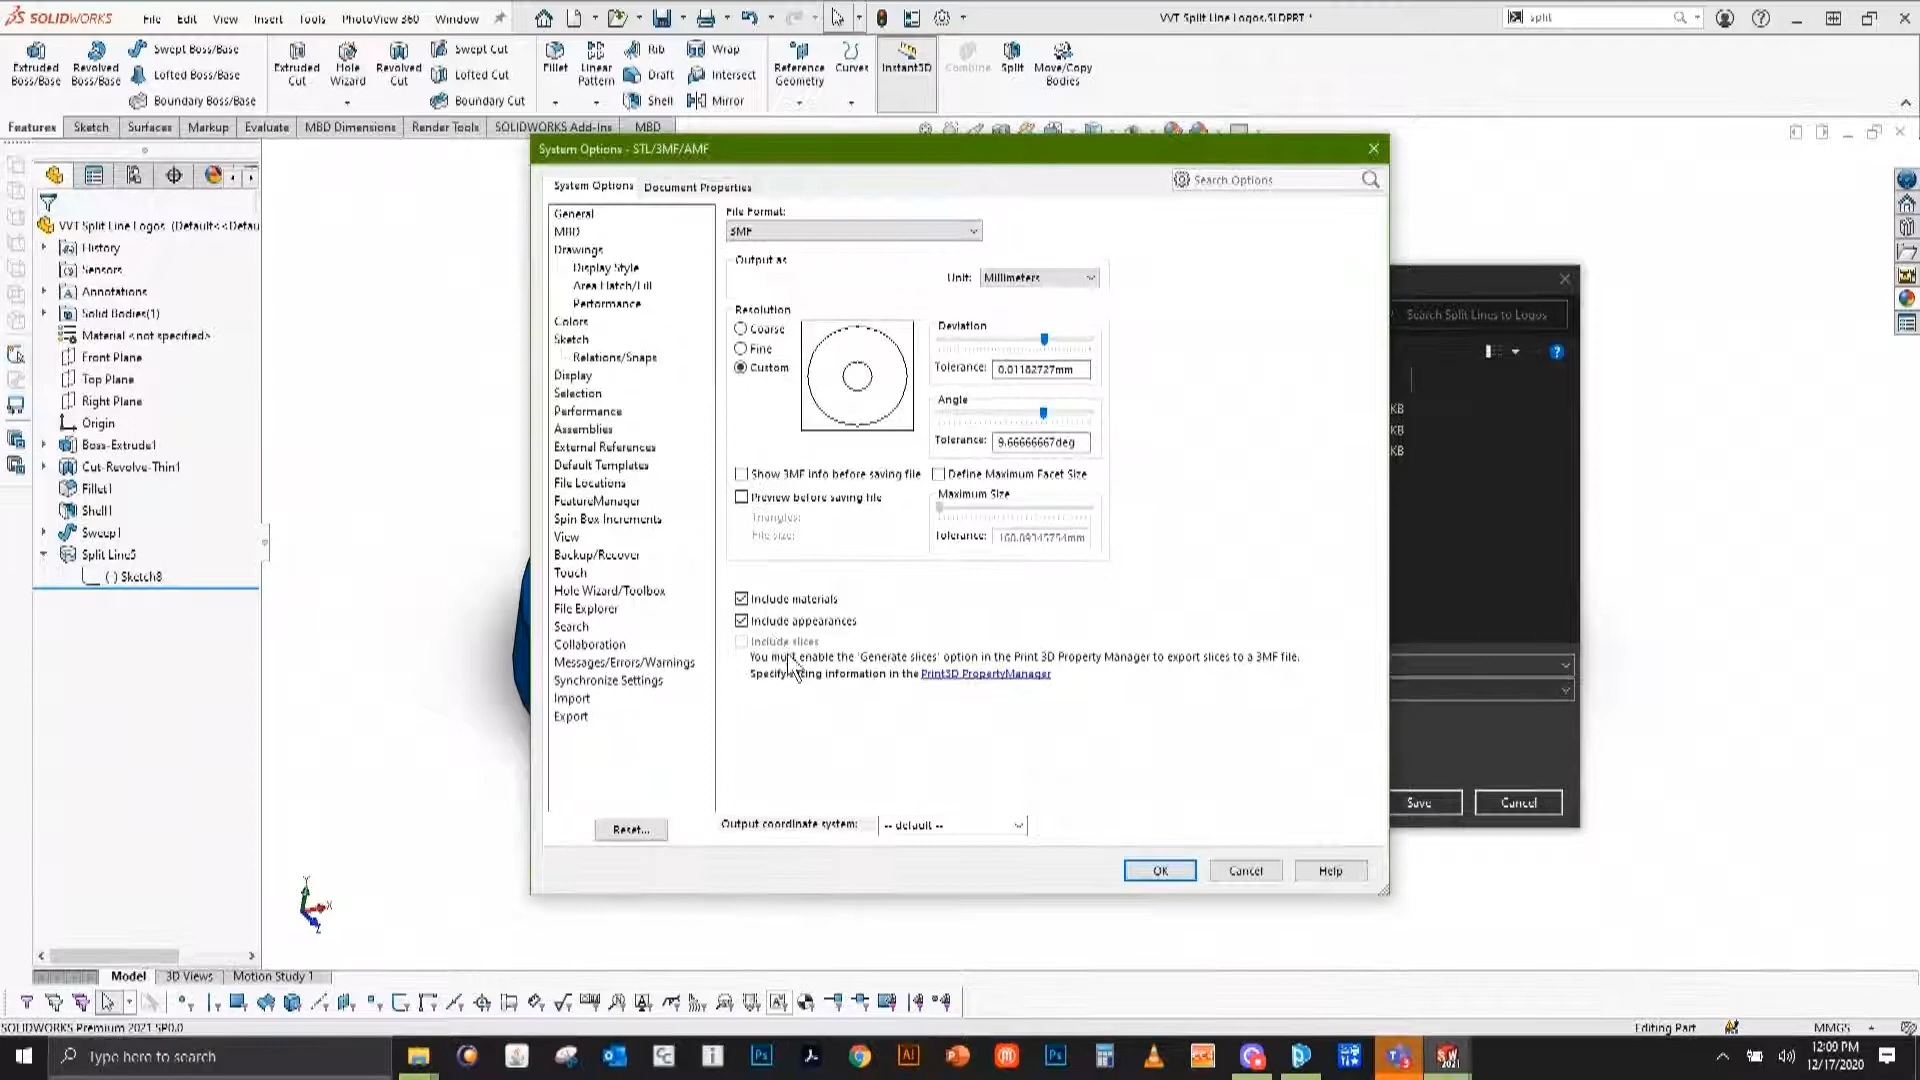 SOLIDWORKS File Edit View Insert Tools PhotoView 360 Window
VVT Split Line Logos.SLDPRT *
split
Extruded Boss/Base
Revolved Boss/Base
Swept Boss/Base
Lofted Boss/Base
Boundary Boss/Base
Extruded Cut
Hole Wizard
Revolved Cut
Swept Cut
Lofted Cut
Boundary Cut
Fillet
Linear Pattern
Rib
Draft
Shell
Wrap
Intersect
Mirror
Reference Geometry
Curves
Instant3D
Combine
Split
Move/Copy Bodies
Features Sketch Surfaces Markup Evaluate MBD Dimensions Render Tools SOLIDWORKS Add-Ins MBD
VVT Split Line Logos (Default<<Defau
History
Sensors
Annotations
Solid Bodies(1)
Material <not specified>
Front Plane
Top Plane
Right Plane
Origin
Boss-Extrude1
Cut-Revolve-Thin1
Fillet1
Shell1
Sweep1
Split Line5
(-) Sketch8
System Options - STL/3MF/AMF
System Options Document Properties
Search Options
General
MBD
Drawings
Display Style
Area Hatch/Fill
Performance
Colors
Sketch
Relations/Snaps
Display
Selection
Performance
Assemblies
External References
Default Templates
File Locations
FeatureManager
Spin Box Increments
View
Backup/Recover
Touch
Hole Wizard/Toolbox
File Explorer
Search
Collaboration
Messages/Errors/Warnings
Synchronize Settings
Import
Export
Reset...
File Format:
3MF
Output as
Unit: Millimeters
Resolution
Coarse
Fine
Custom
Deviation
Tolerance: 0.01182727mm
Angle
Tolerance: 9.66666667deg
Show 3MF info before saving file
Define Maximum Facet Size
Preview before saving file
Maximum Size
Triangles:
File size:
Tolerance:
Include materials
Include appearances
Include slices
You must enable the 'Generate slices' option in the Print 3D Property Manager to export slices to a 3MF file.
information in the Print3D PropertyManager
Output coordinate system: -- default --
OK Cancel Help
Search Split Lines to Logos
KB
KB
KB
Save Cancel
Y
X
Z
Model 3D Views Motion Study 1
SOLIDWORKS Premium 2021 SP0.0
Editing Part
MMGS
Type here to search
12:09 PM
12/17/2020